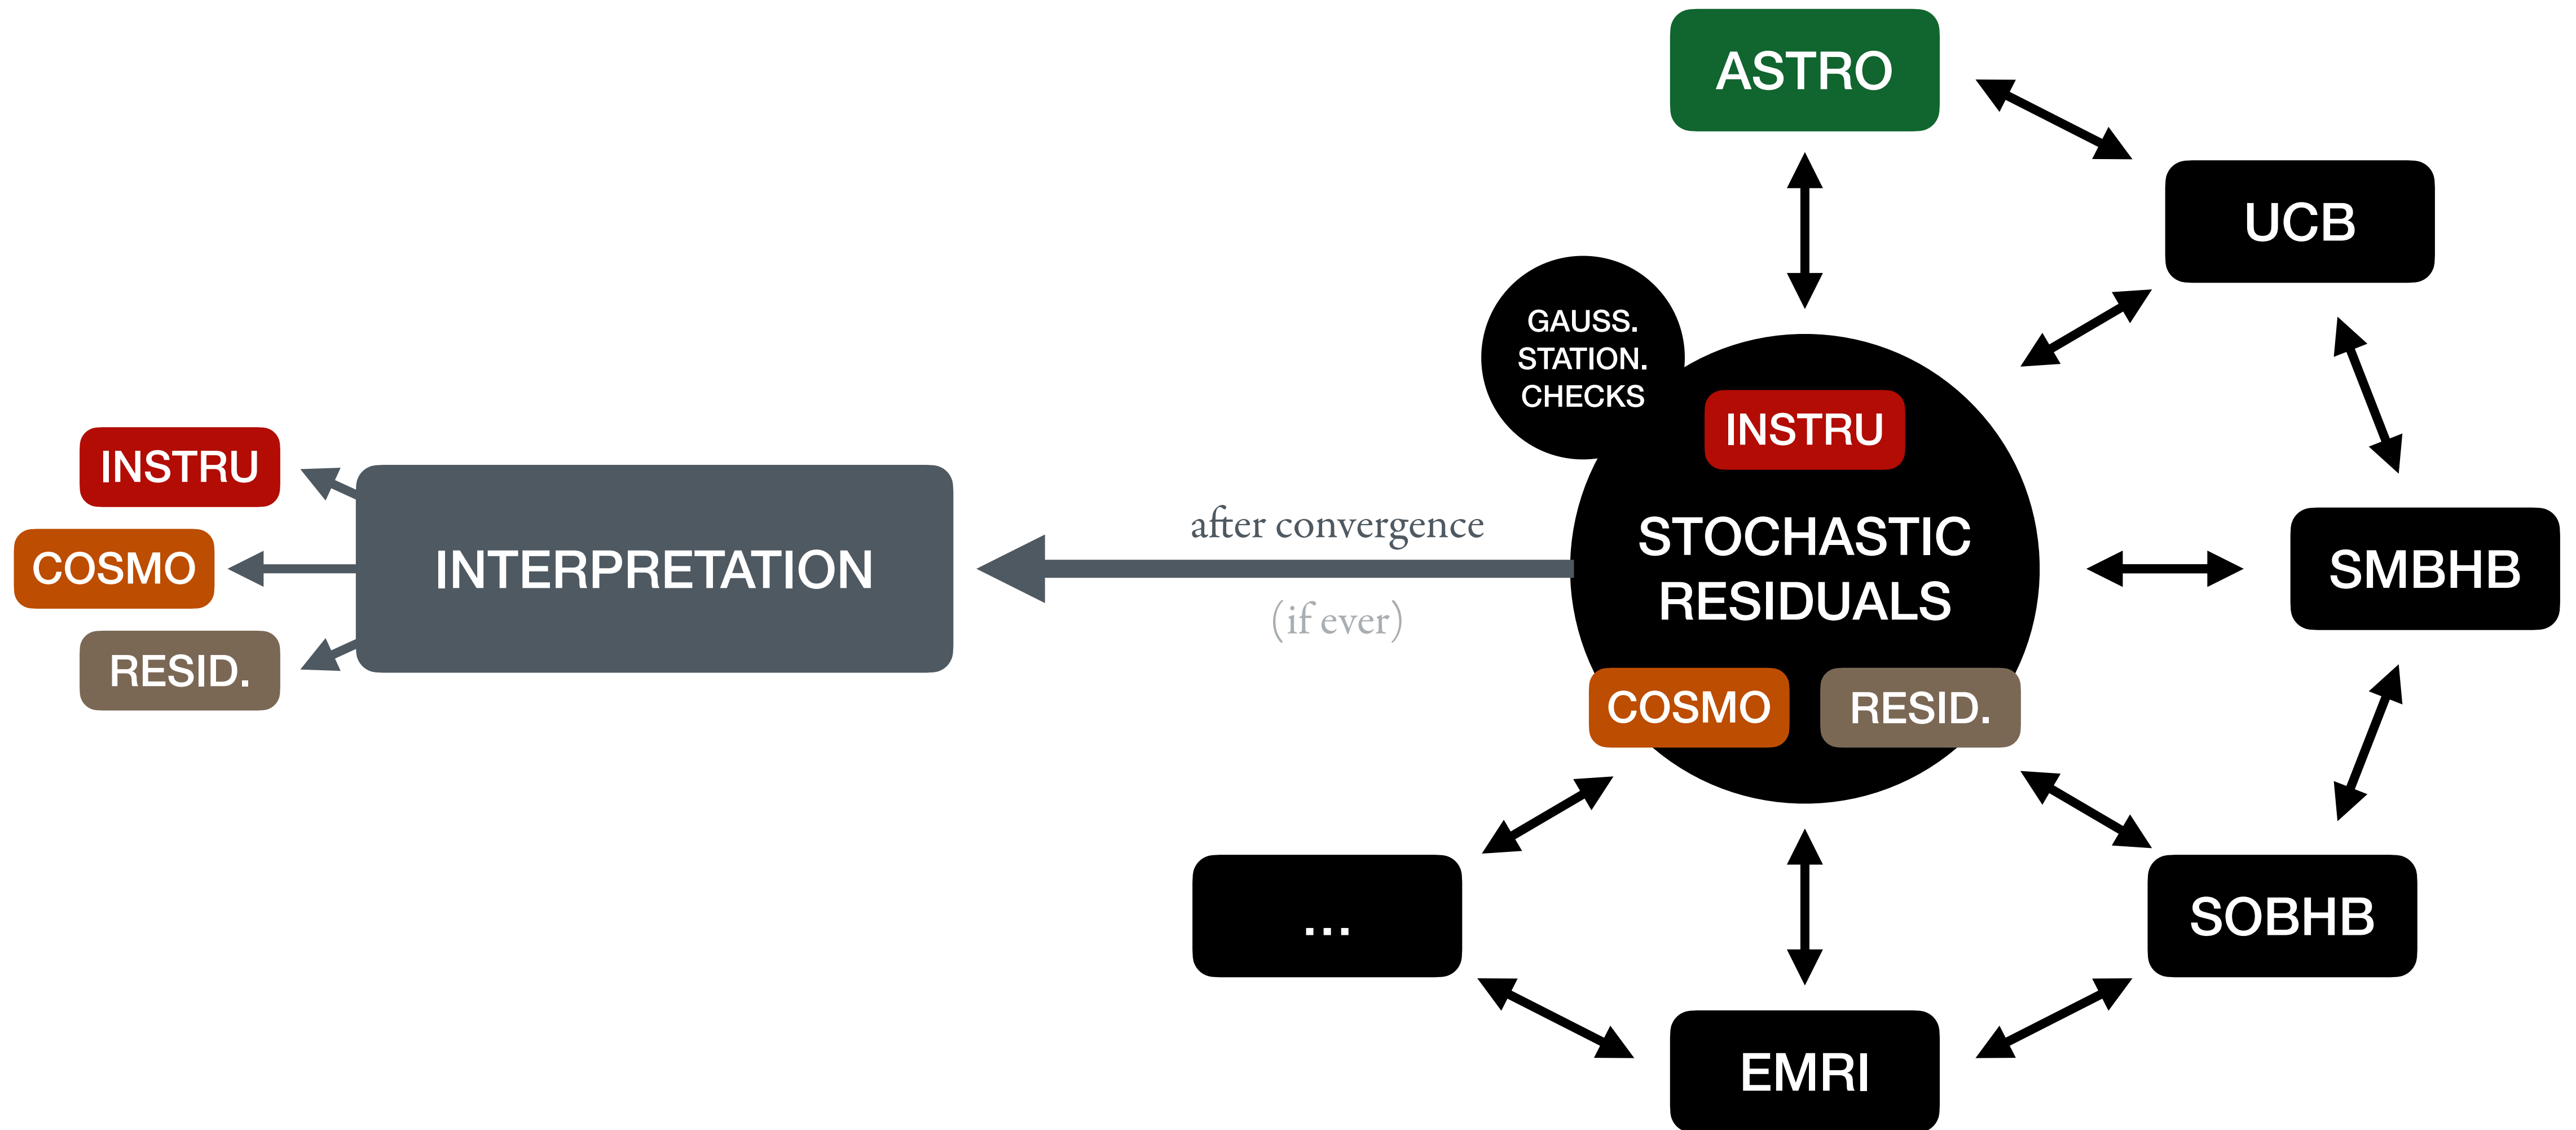 ASTRO
UCB
GAUSS.
STATION.
CHECKS
INSTRU
STOCHASTIC
RESIDUALS
COSMO
RESID.
SMBHB
SOBHB
EMRI
...
after convergence
(if ever)
INTERPRETATION
INSTRU
COSMO
RESID.